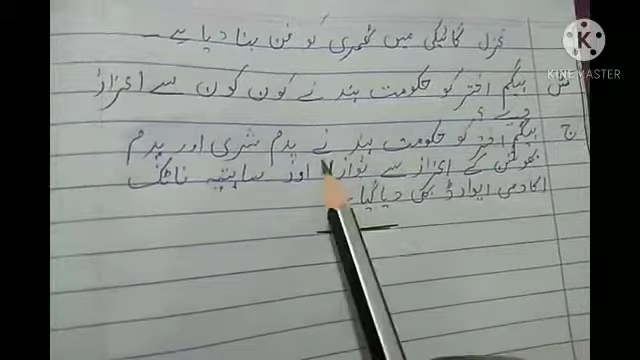 غزل گائیکی میں ٹھمری کو فن بنا دیا ہے۔
س بیگم اختر کو حکومت ہند نے کون کون سے اعزاز
دیے؟
ج بیگم اختر کو حکومت ہند نے پدم شری اور پدم
بھوشن کے اعزاز سے نوازا اور ساہتیہ ناٹک
اکادمی ایوارڈ بھی دیا گیا۔
KINEMASTER